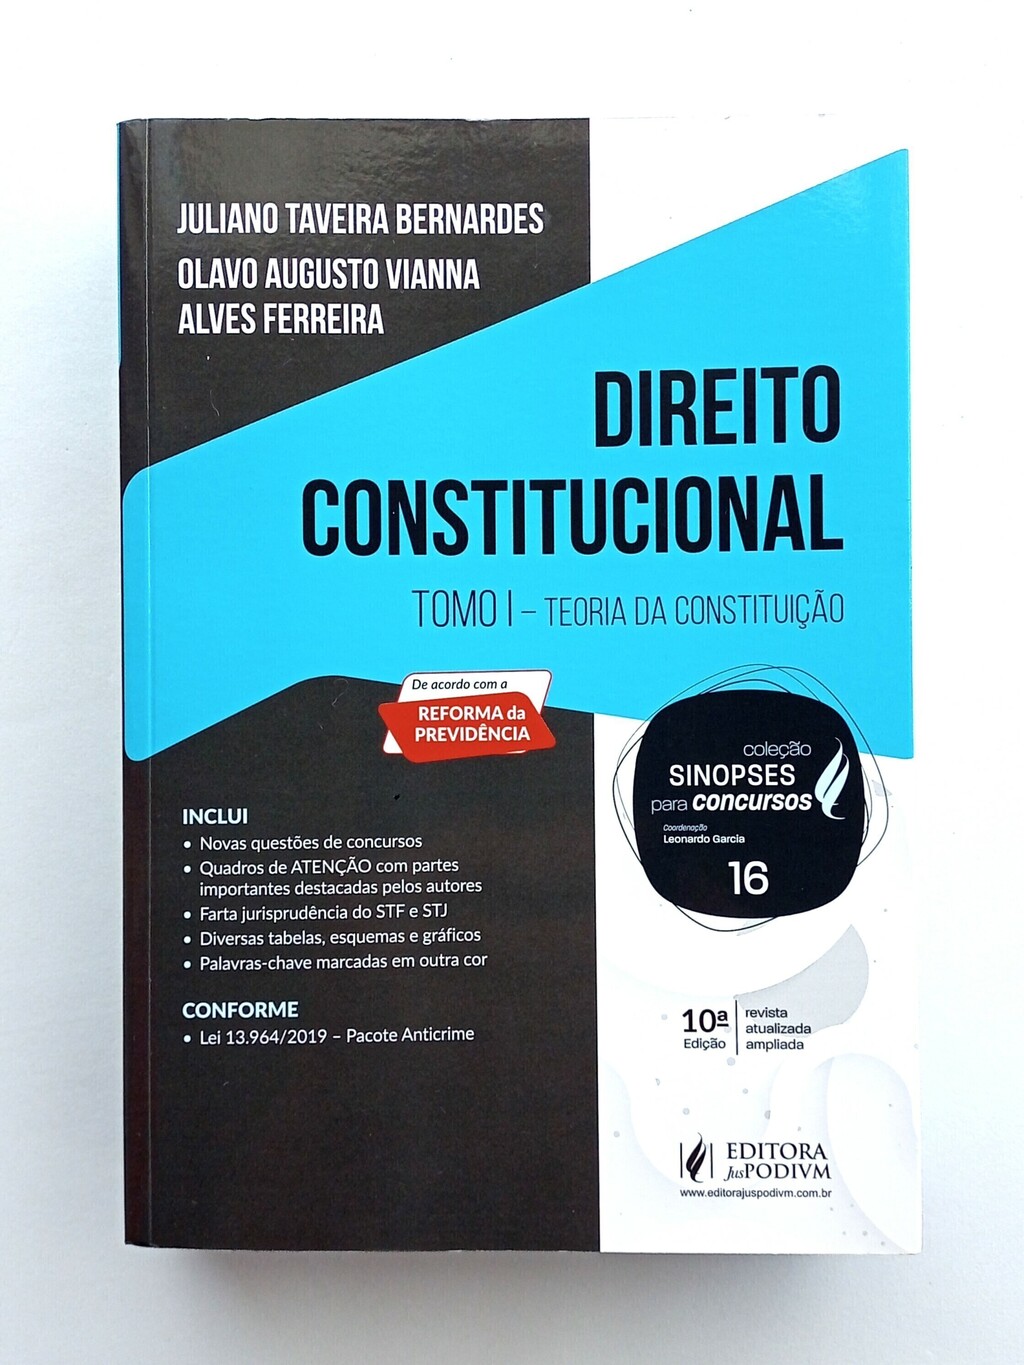 JULIANO TAVEIRA BERNARDES
OLAVO AUGUSTO VIANNA
ALVES FERREIRA
DIREITO
CONSTITUCIONAL
TOMO I – TEORIA DA CONSTITUIÇÃO
De acordo com a
REFORMA da
PREVIDÊNCIA
coleção
SINOPSES
para concursos
Coordenação
Leonardo Garcia
16
INCLUI
• Novas questões de concursos
• Quadros de ATENÇÃO com partes
importantes destacadas pelos autores
• Farta jurisprudência do STF e STJ
• Diversas tabelas, esquemas e gráficos
• Palavras-chave marcadas em outra cor
CONFORME
• Lei 13.964/2019 – Pacote Anticrime
10ª
Edição
revista
atualizada
ampliada
EDITORA
JusPODIVM
www.editorajuspodivm.com.br